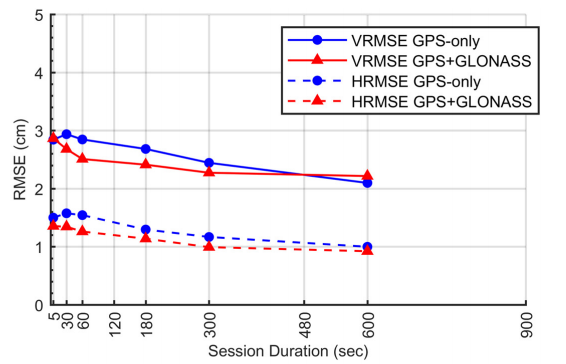 5
4
3
2
1
0
RMSE (cm)
VRMSE GPS-only
VRMSE GPS+GLONASS
HRMSE GPS-only
HRMSE GPS+GLONASS
5
30
60
120
180
300
480
600
900
Session Duration (sec)